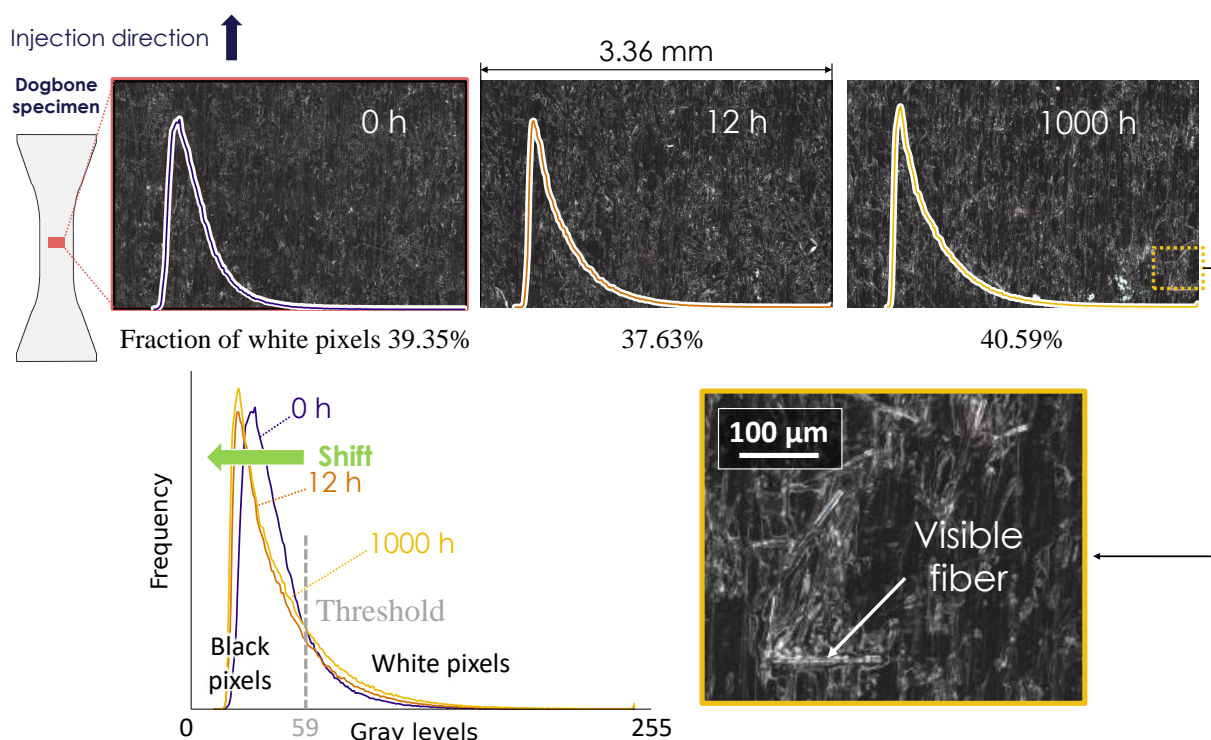 Injection direction
Dogbone
specimen
3.36 mm
0 h
12 h
1000 h
Fraction of white pixels 39.35%
37.63%
40.59%
0 h
Shift
12 h
1000 h
Frequency
Threshold
Black
pixels
White pixels
0
59
Gray levels
255
100 µm
Visible
fiber